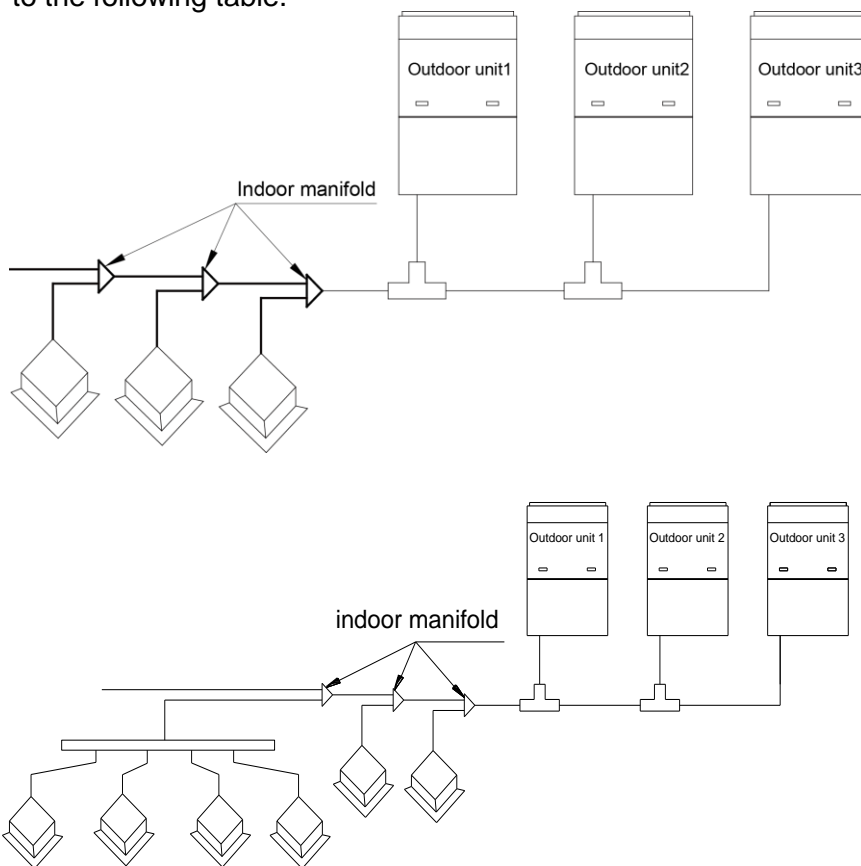 to the following table.
Outdoor unit1
Outdoor unit2
Outdoor unit3
Indoor manifold
Outdoor unit 1
Outdoor unit 2
Outdoor unit 3
indoor manifold